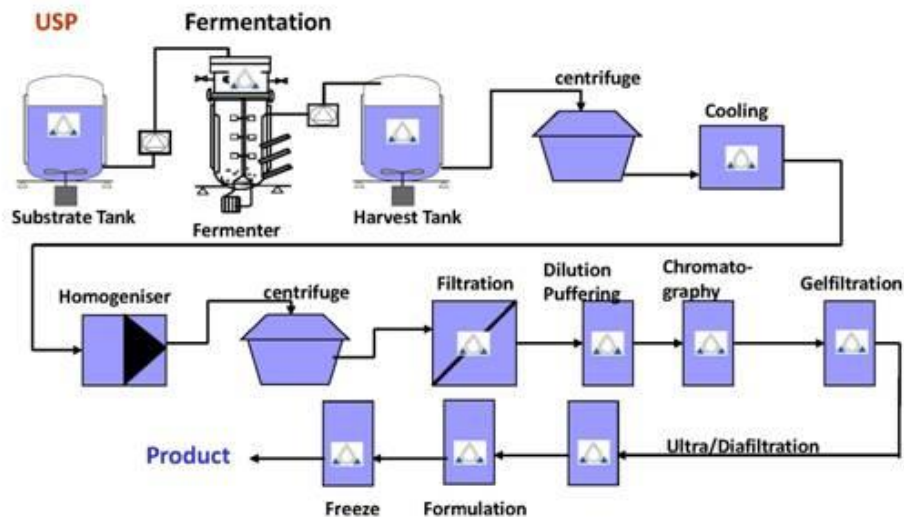 USP
Fermentation
centrifuge
Cooling
Substrate Tank
Fermenter
Harvest Tank
Homogeniser
centrifuge
Filtration
Dilution
Puffering
Chromato-
graphy
Gelfiltration
Product
Ultra/Diafiltration
Freeze
Formulation